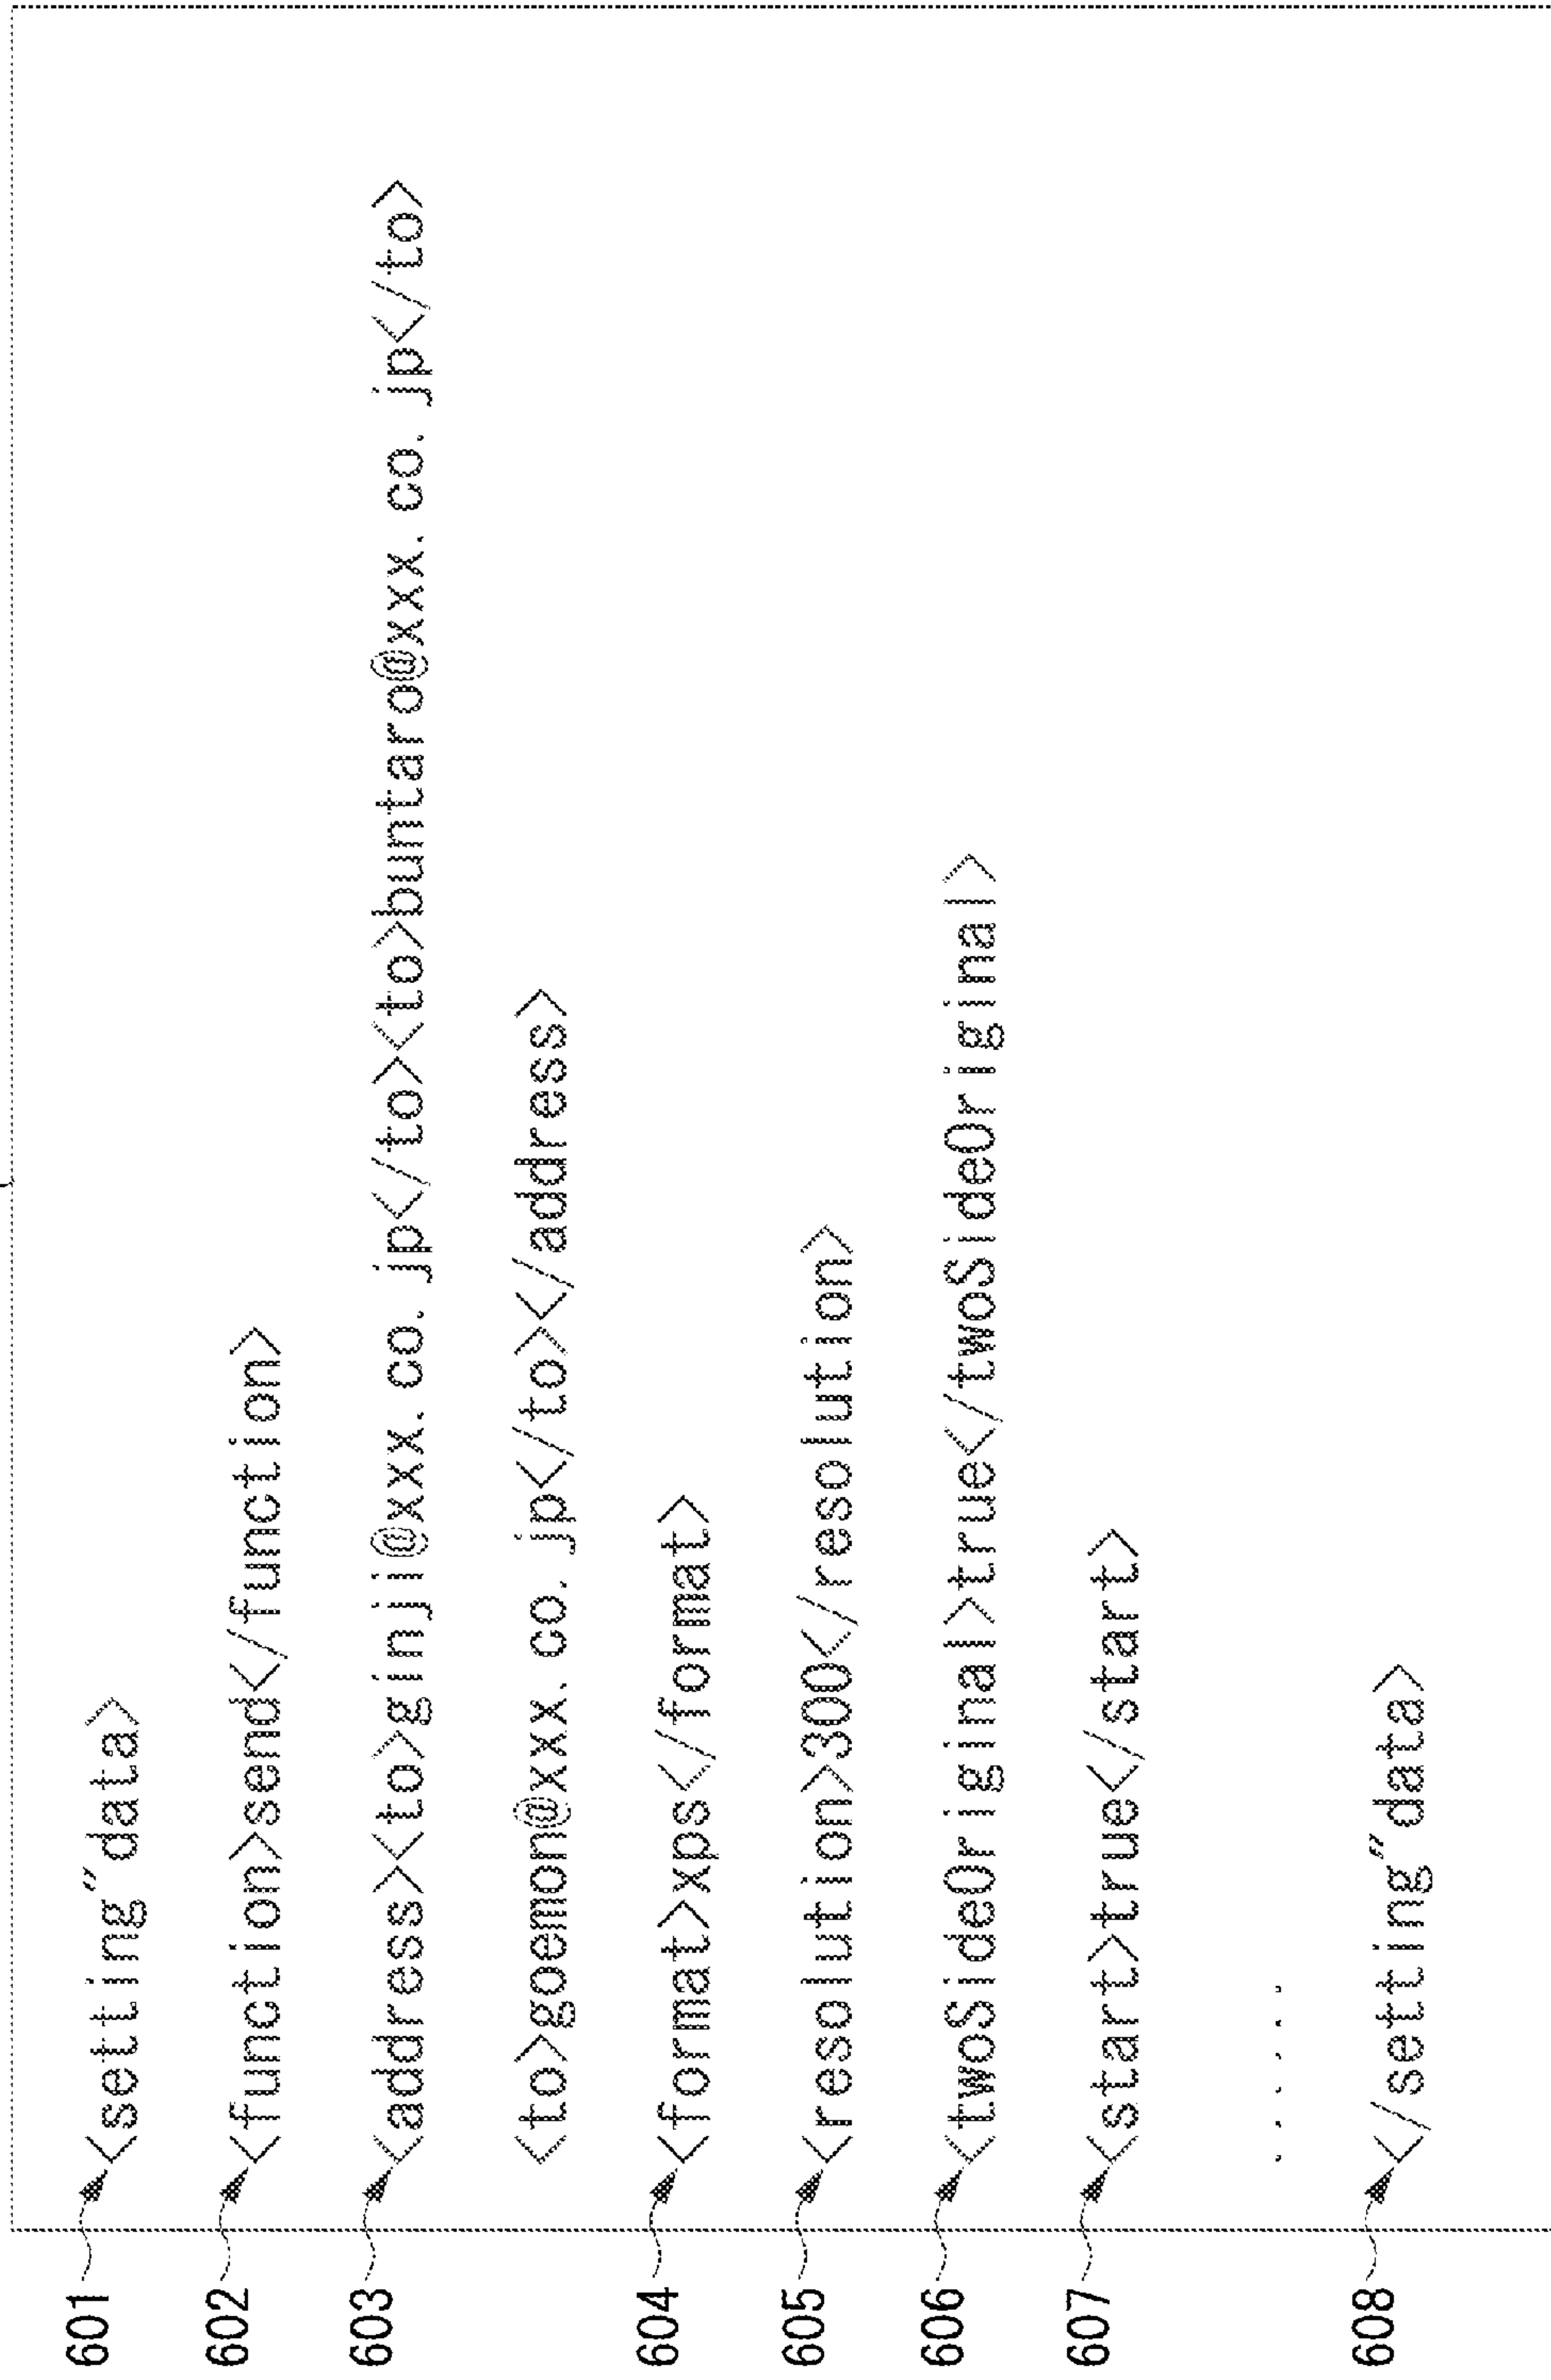 601 <setting"data>
602 <function>send</function>
603 <address><to>ginji@xxx.co.jp</to><to>buntaro@xxx.co.jp</to>
<to>goemon@xxx.co.jp</to></address>
604 <format>xps</format>
605 <resolution>300</resolution>
606 <twoSideOriginal>true</twoSideOriginal>
607 <start>true</start>
.....
608 </setting"data>